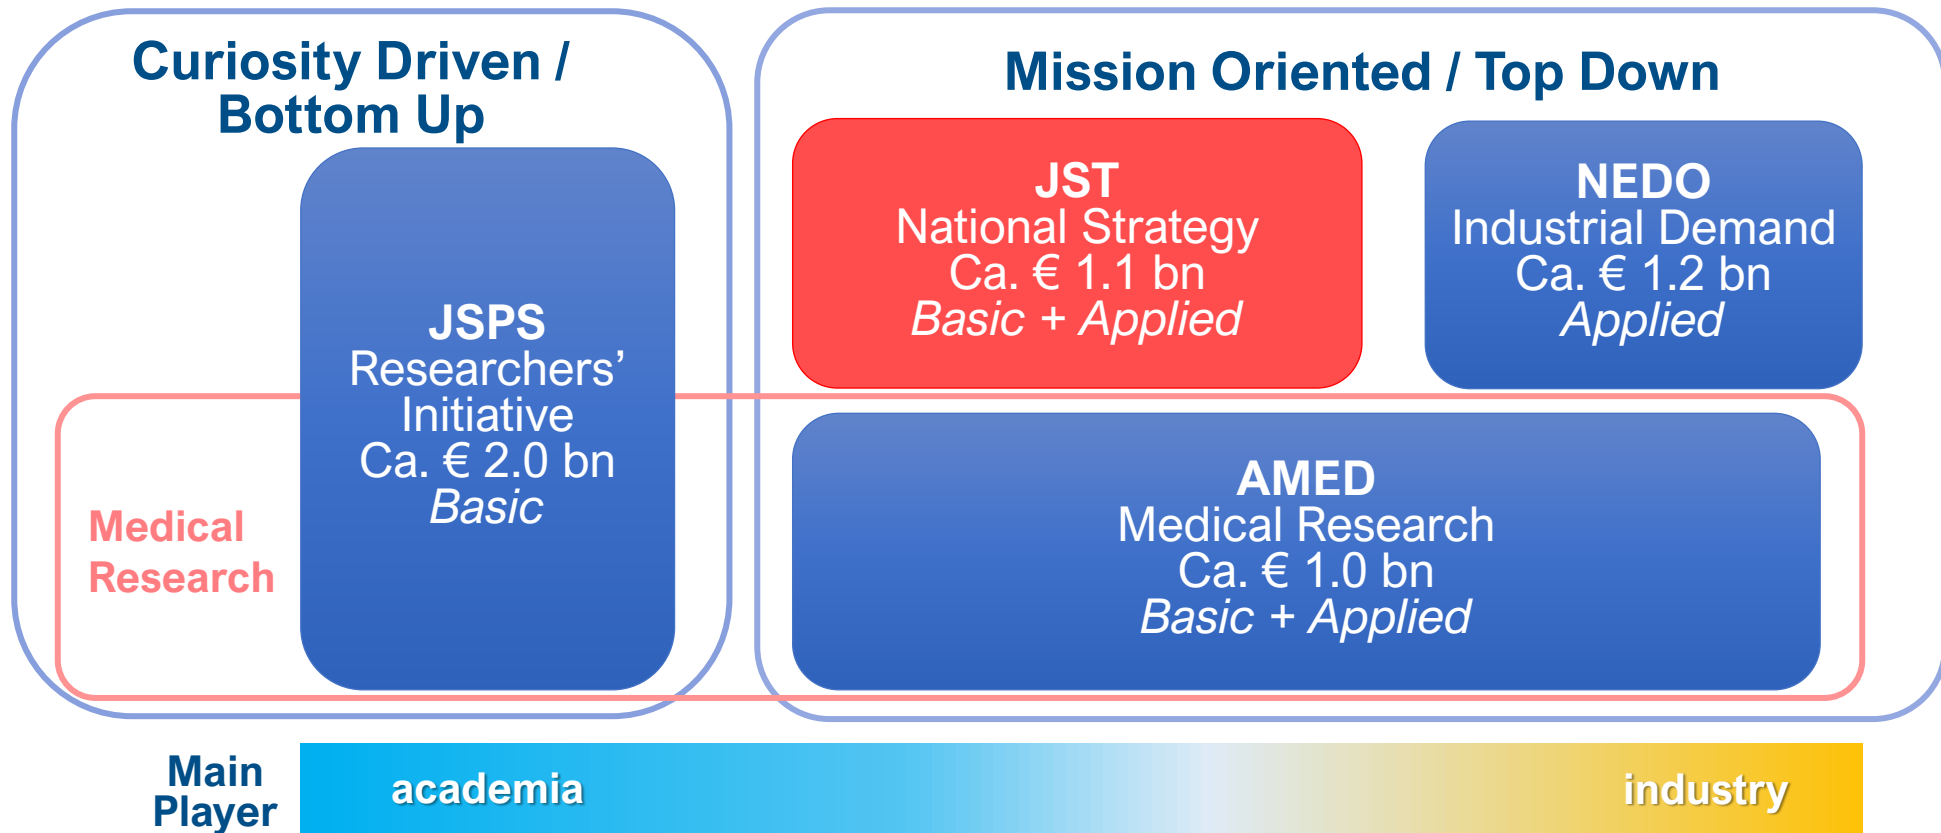 Curiosity Driven /
Bottom Up
Mission Oriented / Top Down
JSPS
Researchers’
Initiative
Ca. € 2.0 bn
Basic
JST
National Strategy
Ca. € 1.1 bn
Basic + Applied
NEDO
Industrial Demand
Ca. € 1.2 bn
Applied
Medical
Research
AMED
Medical Research
Ca. € 1.0 bn
Basic + Applied
Main
Player
academia
industry